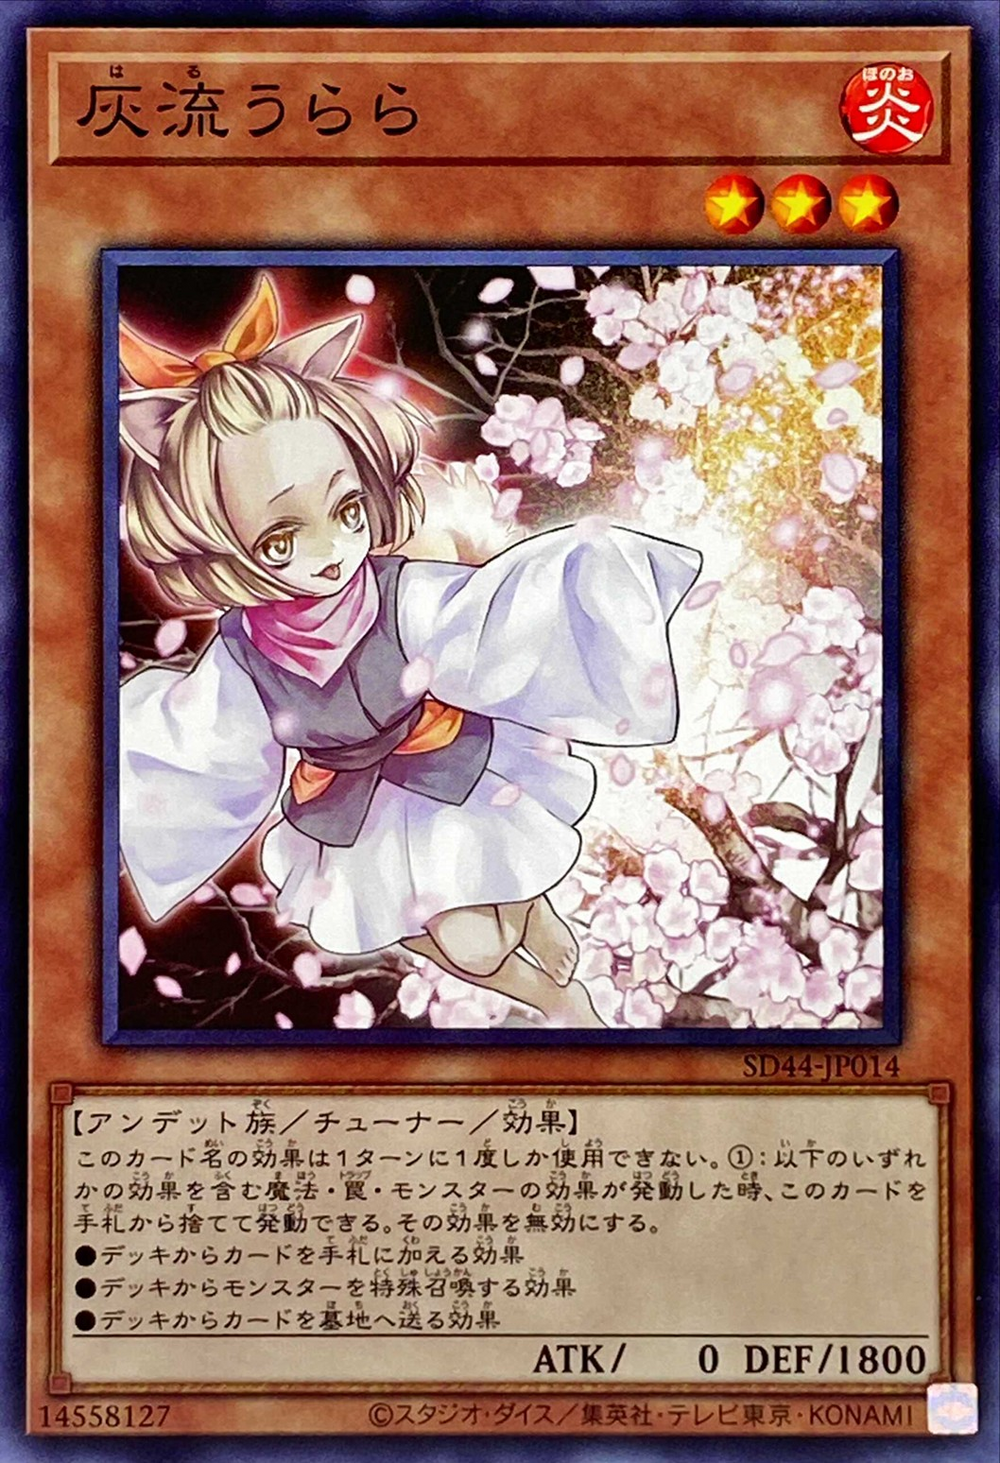 灰流うらら
はる
炎
ほのお
SD44-JP014
【アンデット族／チューナー／効果】
このカード名の効果は１ターンに１度しか使用できない。①：以下のいずれ
かの効果を含む魔法・罠・モンスターの効果が発動した時、このカードを
手札から捨てて発動できる。その効果を無効にする。
●デッキからカードを手札に加える効果
●デッキからモンスターを特殊召喚する効果
●デッキからカードを墓地へ送る効果
ATK/ 0 DEF/1800
14558127 ©スタジオ・ダイス／集英社・テレビ東京・KONAMI